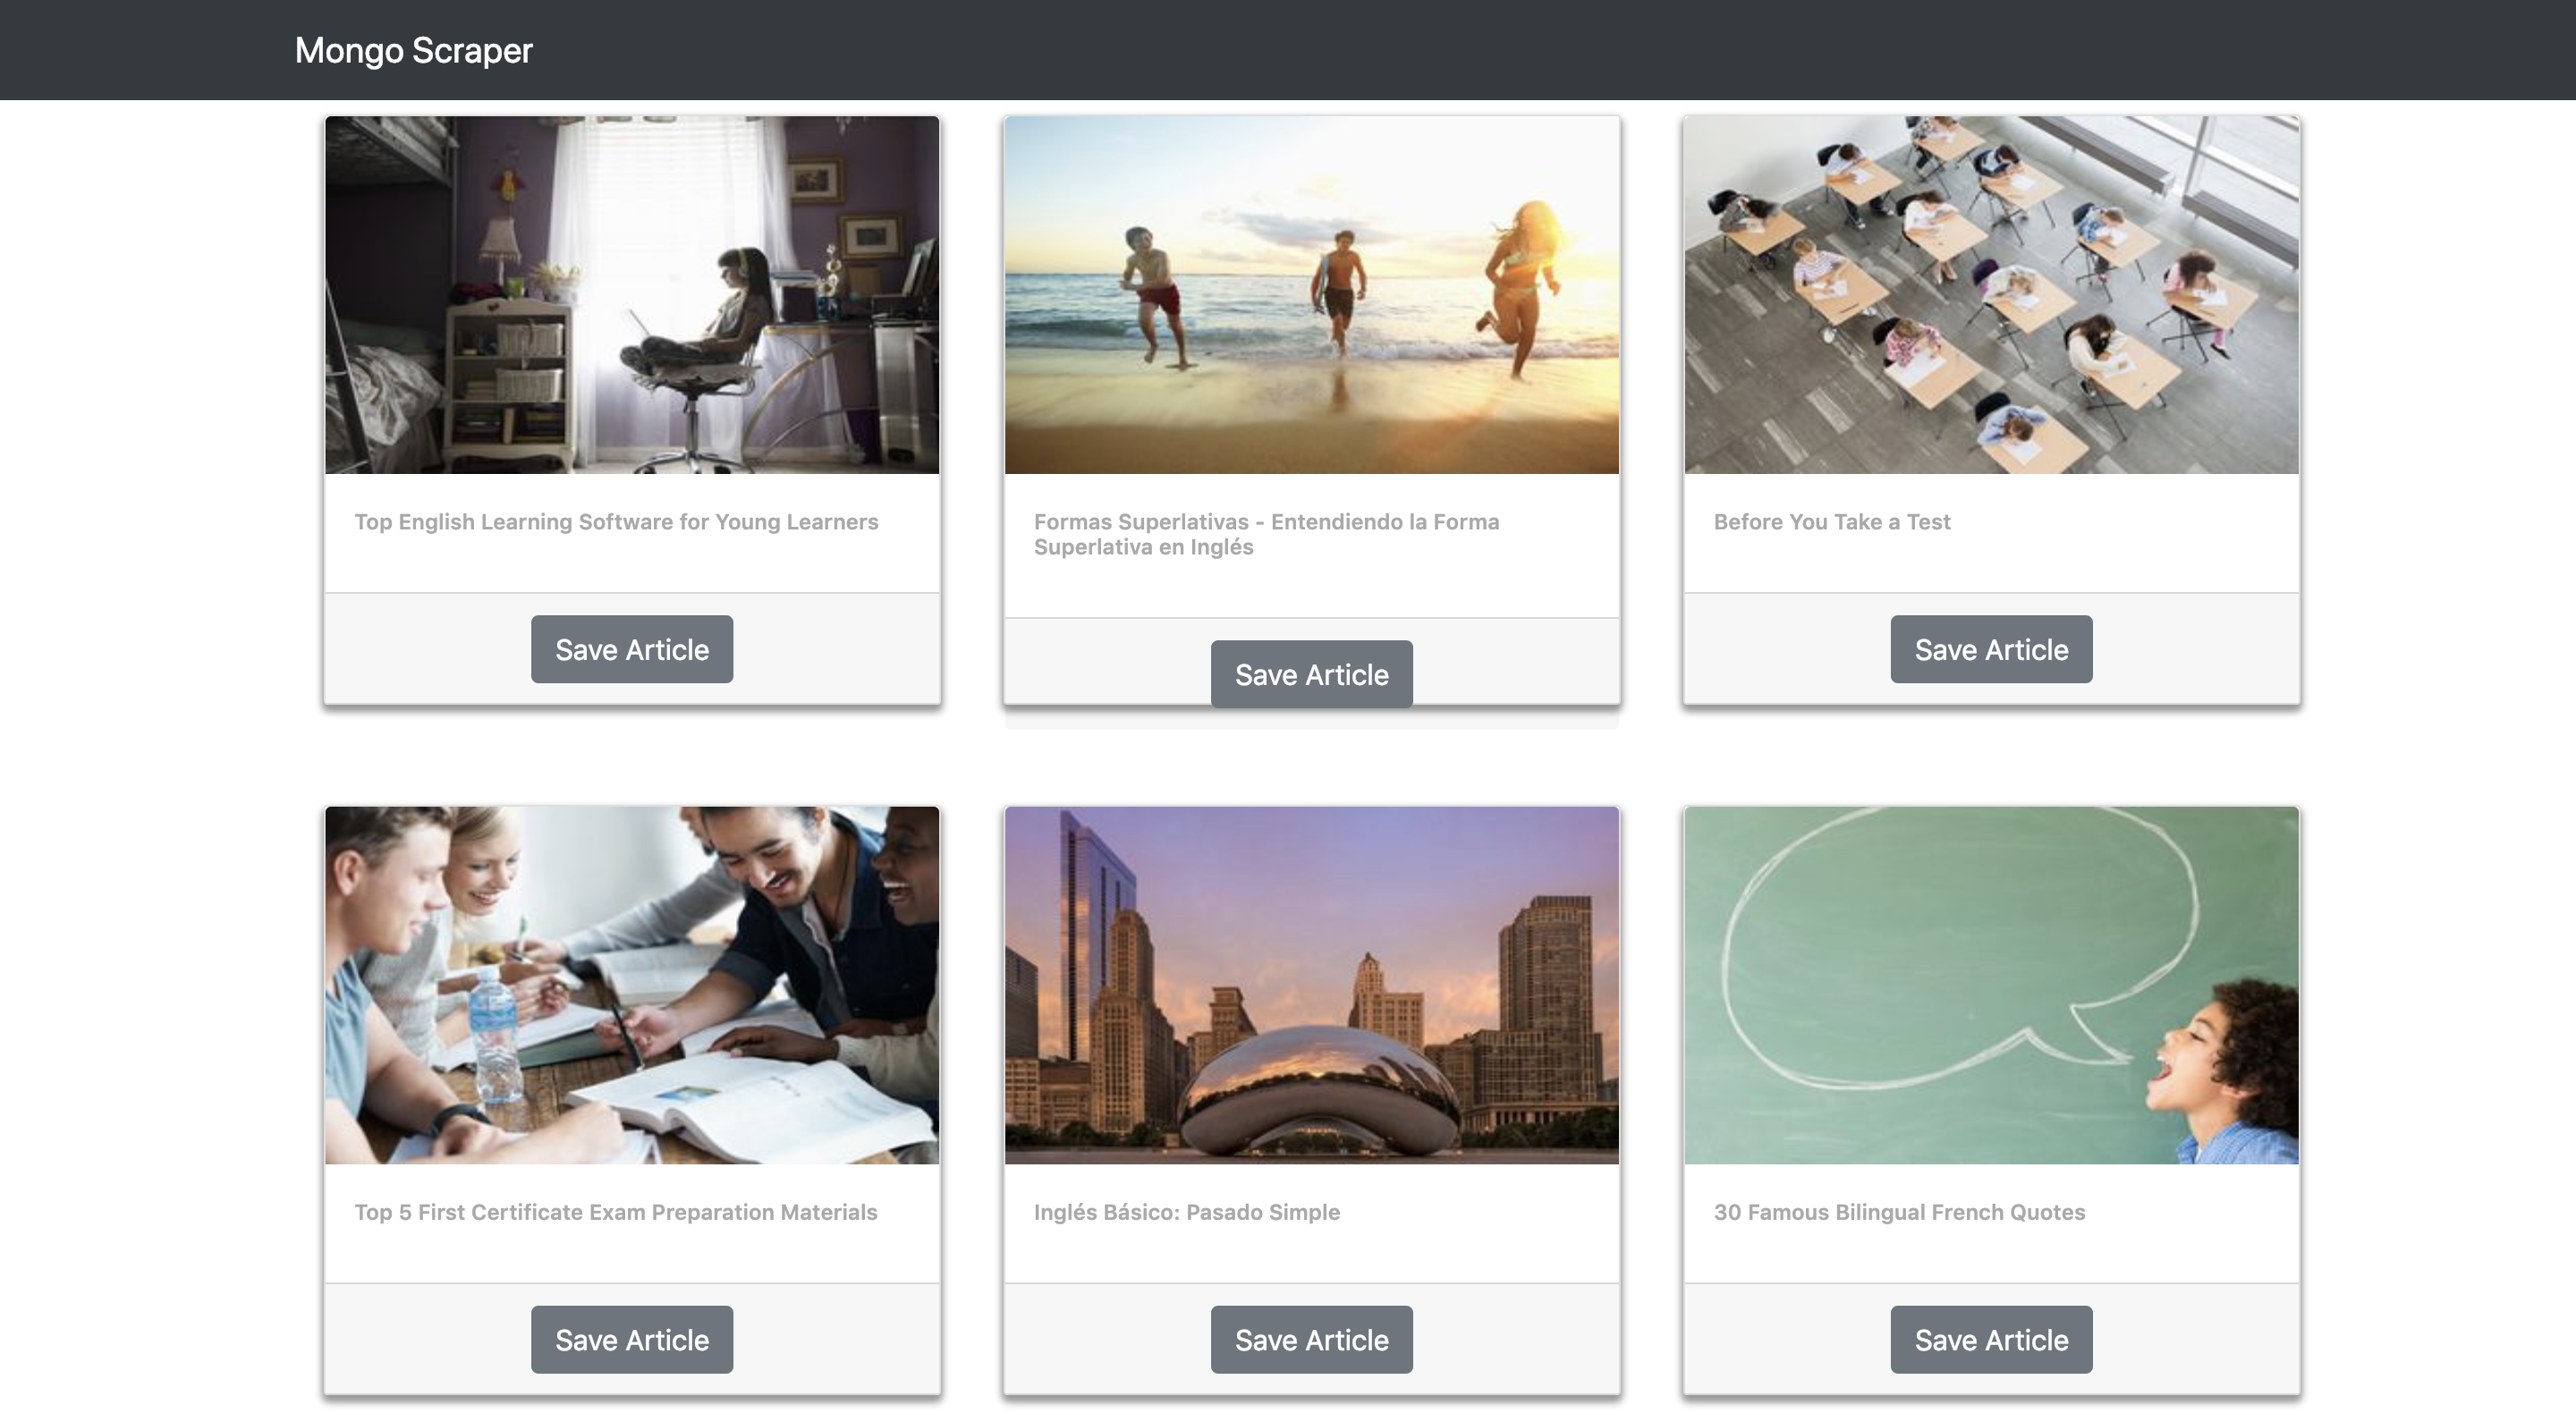 Mongo Scraper
Top English Learning Software for Young Learners
Save Article
Formas Superlativas - Entendiendo la Forma
Superlativa en Inglés
Save Article
Before You Take a Test
Save Article
Top 5 First Certificate Exam Preparation Materials
Save Article
Inglés Básico: Pasado Simple
Save Article
30 Famous Bilingual French Quotes
Save Article